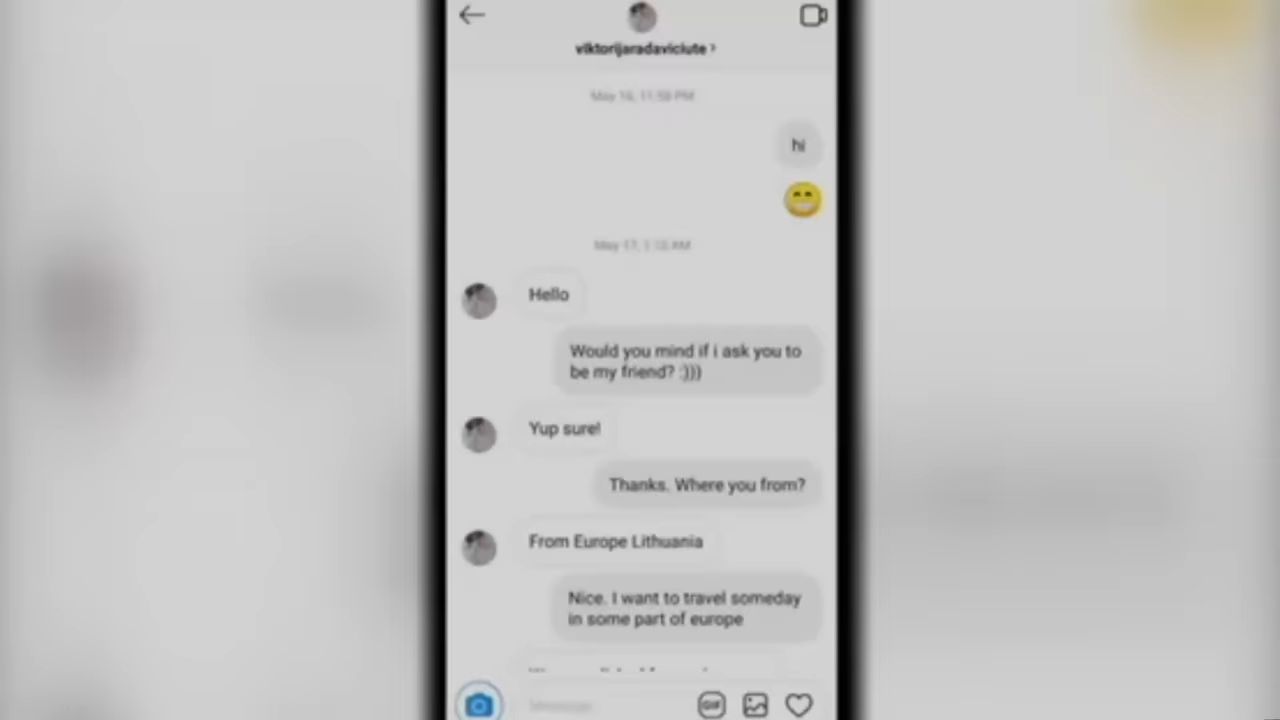 viktorijaradaviciute
hi
Hello
Would you mind if i ask you to
be my friend? :)))
Yup sure!
Thanks. Where you from?
From Europe Lithuania
Nice. I want to travel someday
in some part of europe
GIF